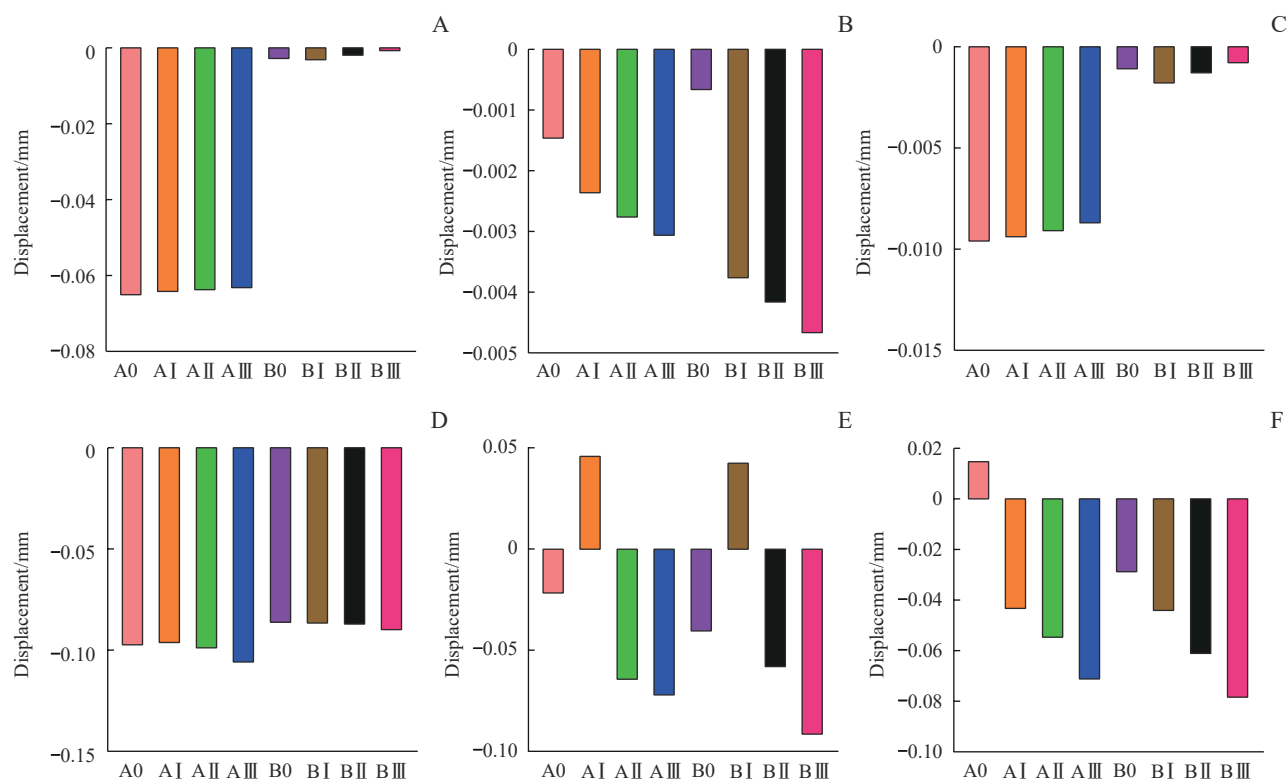 A
0
−0.02
−0.04
−0.06
−0.08
Displacement/mm
A0 AⅠ AⅡ AⅢ B0 BⅠ BⅡ BⅢ
B
0
−0.001
−0.002
−0.003
−0.004
−0.005
Displacement/mm
A0 AⅠ AⅡ AⅢ B0 BⅠ BⅡ BⅢ
C
0
−0.005
−0.010
−0.015
Displacement/mm
A0 AⅠ AⅡ AⅢ B0 BⅠ BⅡ BⅢ
D
0
−0.05
−0.10
−0.15
Displacement/mm
A0 AⅠ AⅡ AⅢ B0 BⅠ BⅡ BⅢ
E
0.05
0
−0.05
−0.10
Displacement/mm
A0 AⅠ AⅡ AⅢ B0 BⅠ BⅡ BⅢ
F
0.02
0
−0.02
−0.04
−0.06
−0.08
−0.10
Displacement/mm
A0 AⅠ AⅡ AⅢ B0 BⅠ BⅡ BⅢ